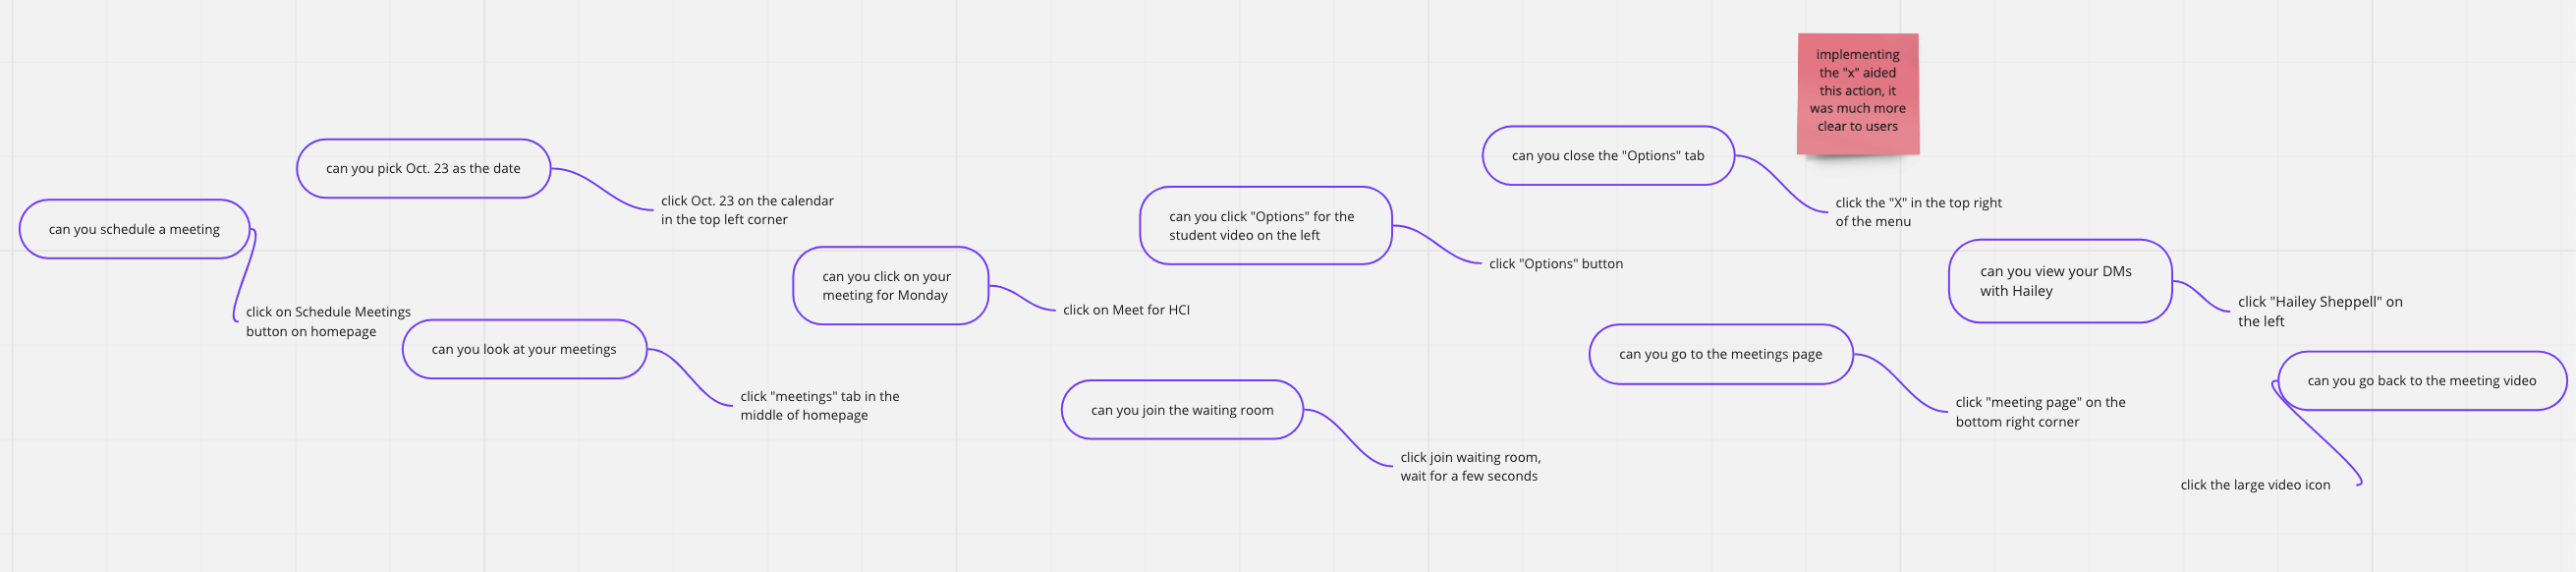 can you schedule a meeting
click on Schedule Meetings
button on homepage
can you pick Oct. 23 as the date
click Oct. 23 on the calendar
in the top left corner
can you look at your meetings
click "meetings" tab in the
middle of homepage
can you click on your
meeting for Monday
click on Meet for HCI
can you join the waiting room
click join waiting room,
wait for a few seconds
can you click "Options" for the
student video on the left
click "Options" button
can you close the "Options" tab
click the "X" in the top right
of the menu
implementing
the "x" aided
this action, it
was much more
clear to users
can you go to the meetings page
click "meeting page" on the
bottom right corner
can you view your DMs
with Hailey
click "Hailey Sheppell" on
the left
can you go back to the meeting video
click the large video icon